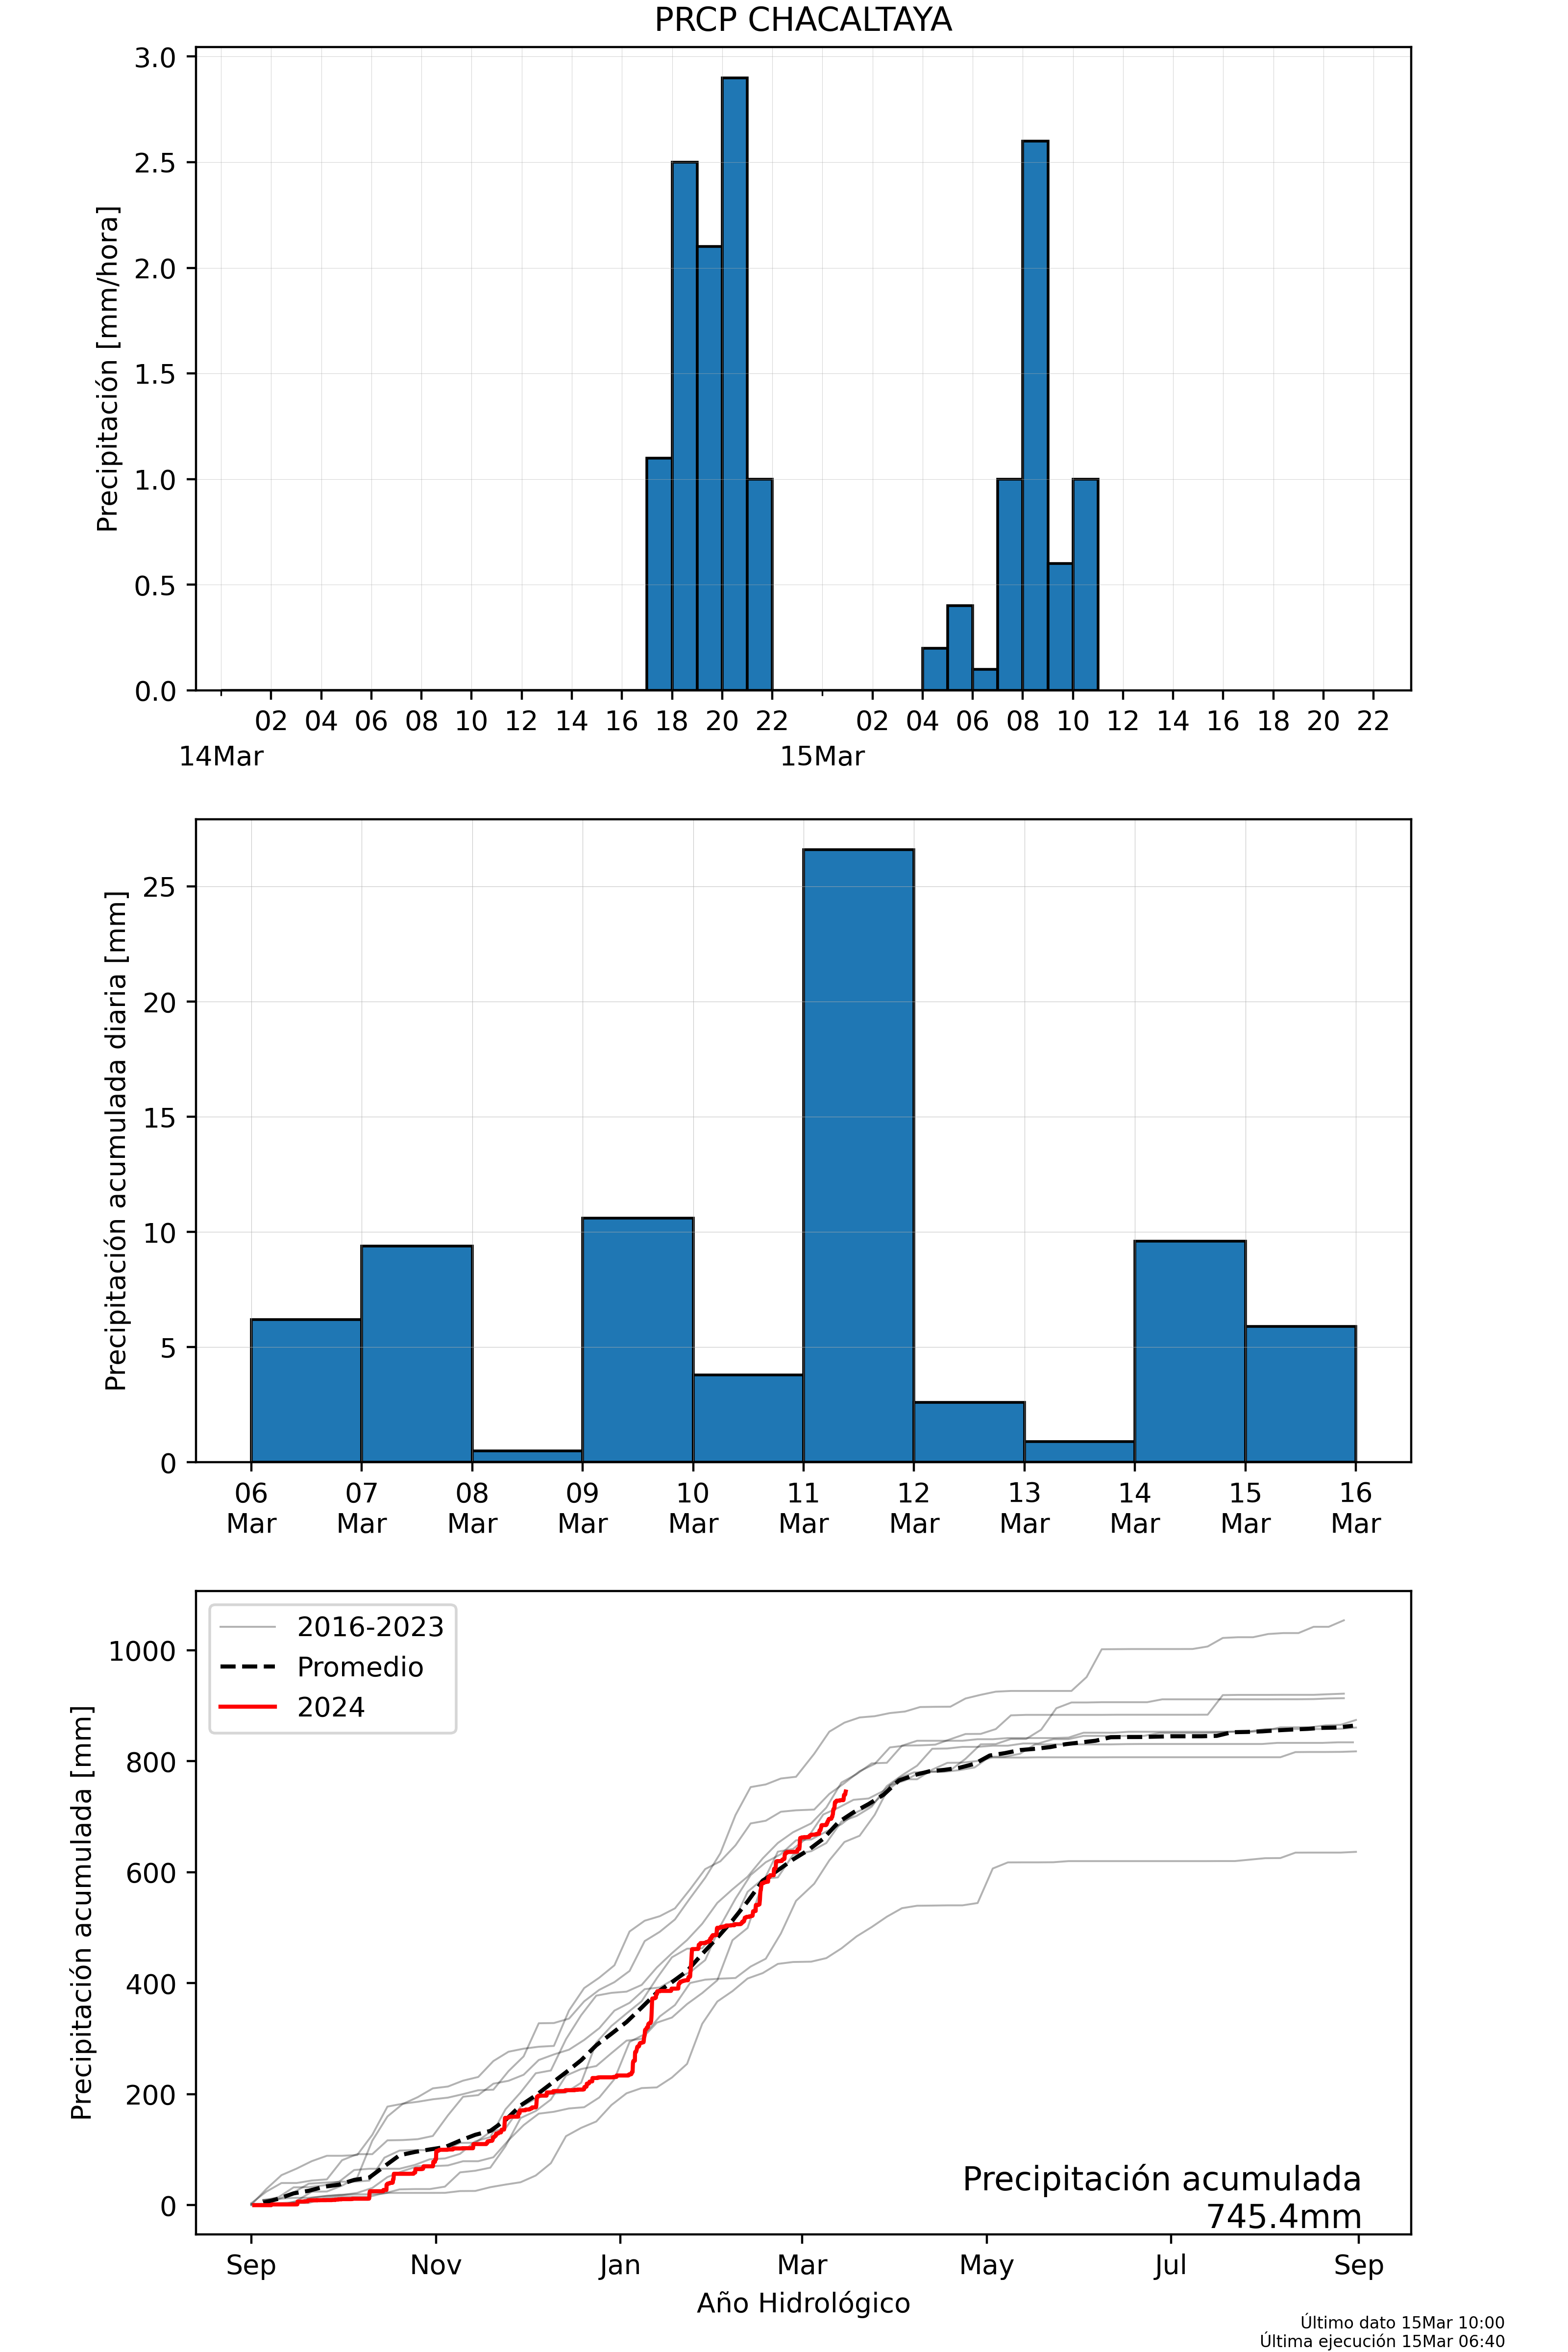 PRCP CHACALTAYA
Precipitación [mm/hora]
3.0
2.5
2.0
1.5
1.0
0.5
0.0
02 04 06 08 10 12 14 16 18 20 22 02 04 06 08 10 12 14 16 18 20 22
14Mar 15Mar
Precipitación acumulada diaria [mm]
25
20
15
10
5
0
06 07 08 09 10 11 12 13 14 15 16
Mar Mar Mar Mar Mar Mar Mar Mar Mar Mar Mar
Precipitación acumulada [mm]
1000
800
600
400
200
0
2016-2023
Promedio
2024
Precipitación acumulada
745.4mm
Sep Nov Jan Mar May Jul Sep
Año Hidrológico
Último dato 15Mar 10:00
Última ejecución 15Mar 06:40